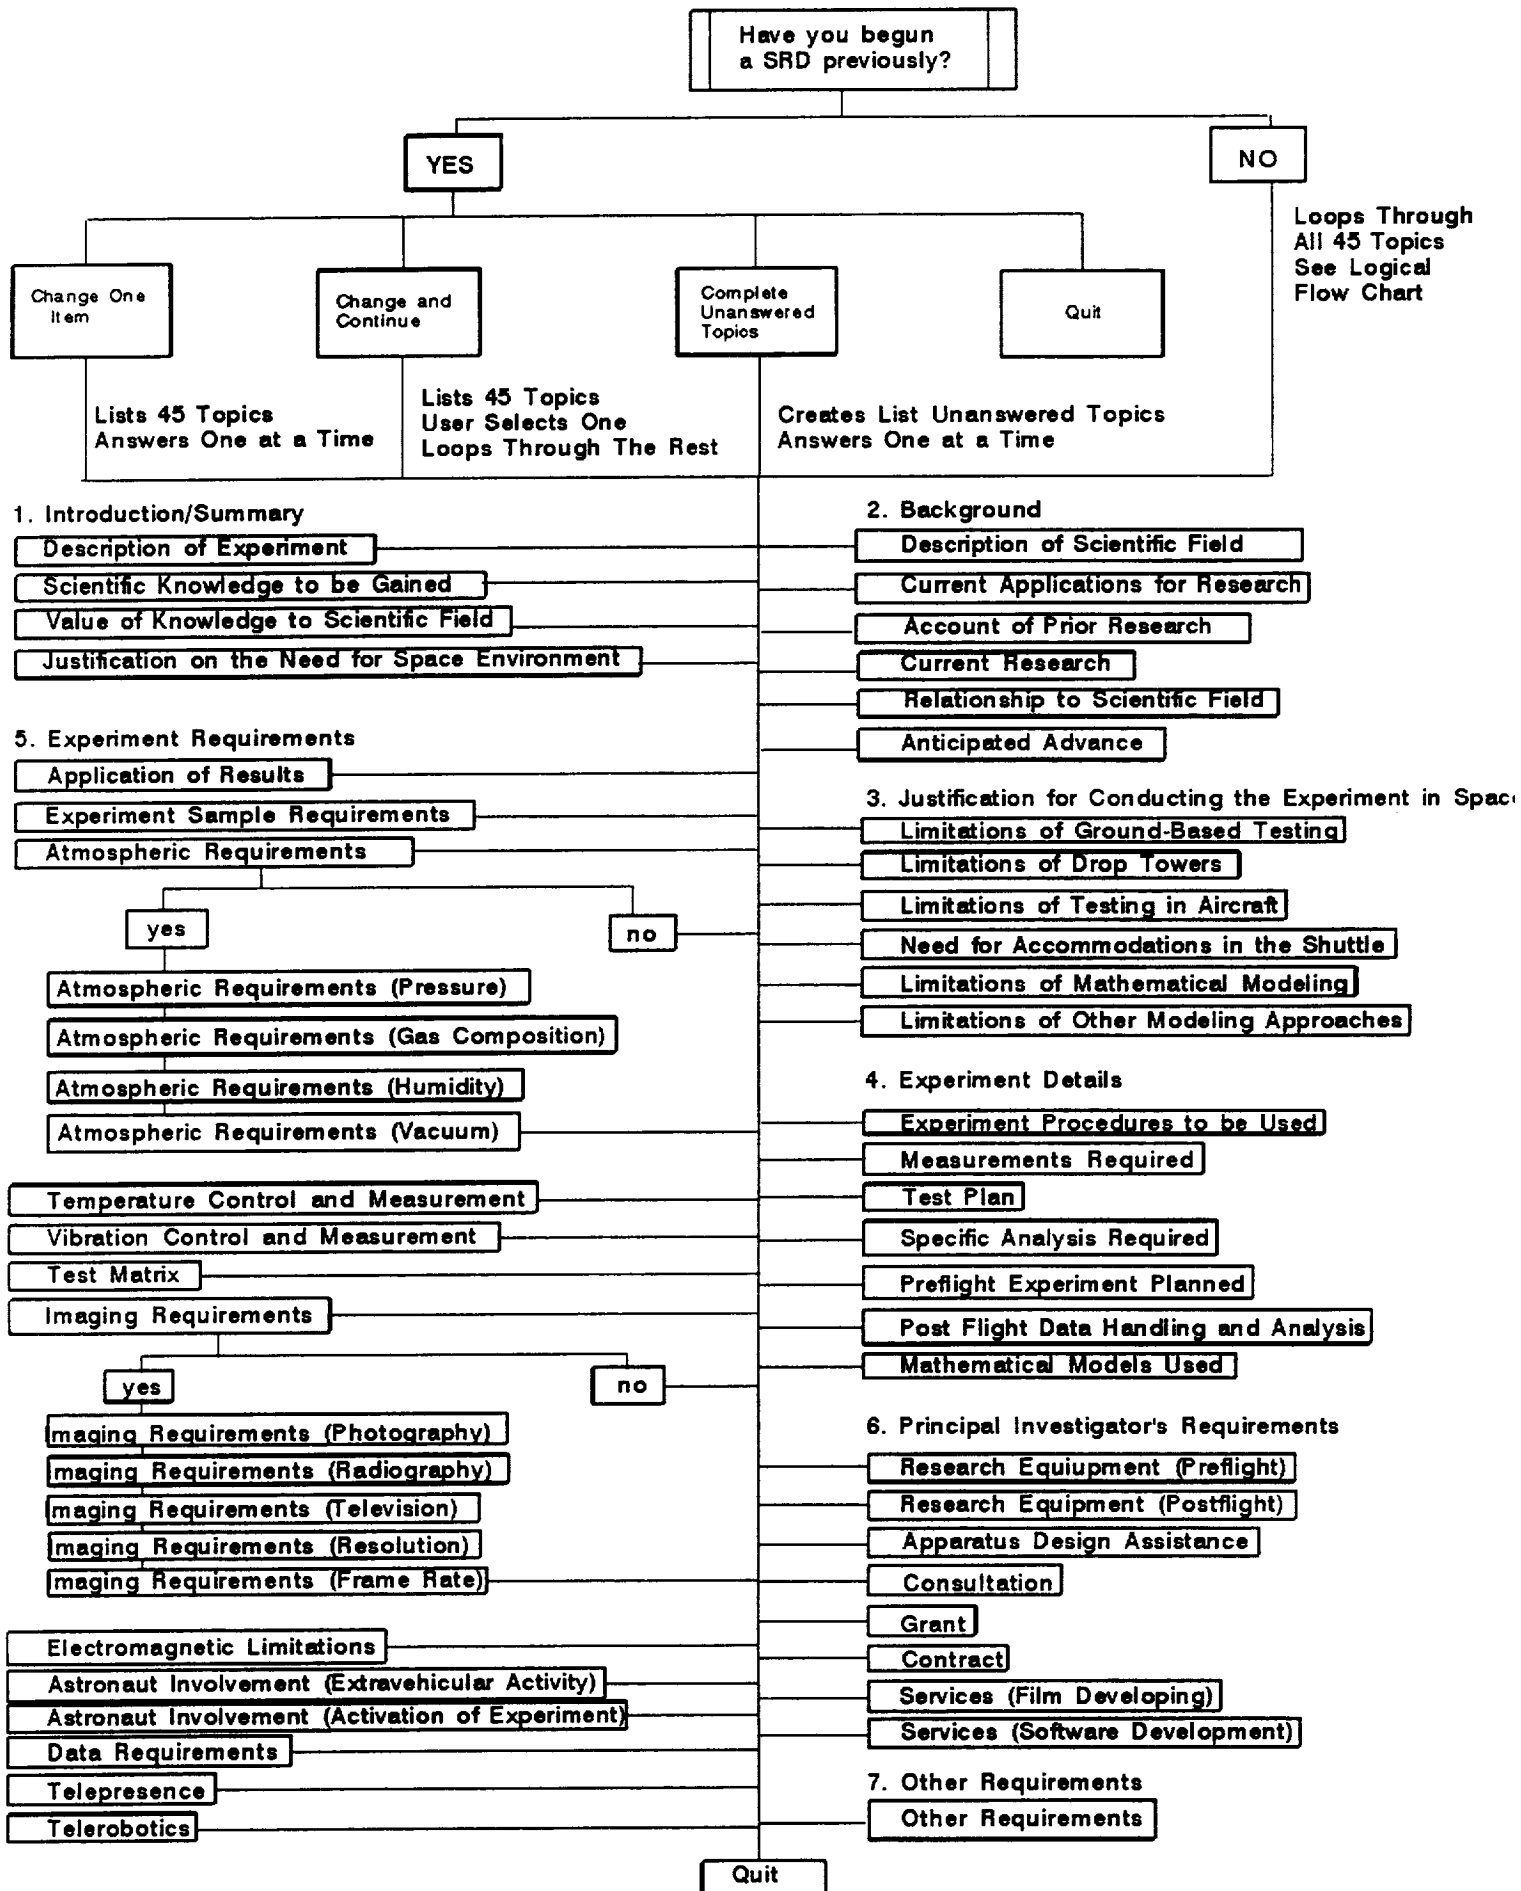 Have you begun
a SRD previously?
YES
NO
Loops Through
All 45 Topics
See Logical
Flow Chart
Change One
Item
Change and
Continue
Complete
Unanswered
Topics
Quit
Lists 45 Topics
Answers One at a Time
Lists 45 Topics
User Selects One
Loops Through The Rest
Creates List Unanswered Topics
Answers One at a Time
1. Introduction/Summary
Description of Experiment
Scientific Knowledge to be Gained
Value of Knowledge to Scientific Field
Justification on the Need for Space Environment
2. Background
Description of Scientific Field
Current Applications for Research
Account of Prior Research
Current Research
Relationship to Scientific Field
Anticipated Advance
3. Justification for Conducting the Experiment in Spac
Limitations of Ground-Based Testing
Limitations of Drop Towers
Limitations of Testing in Aircraft
Need for Accommodations in the Shuttle
Limitations of Mathematical Modeling
Limitations of Other Modeling Approaches
4. Experiment Details
Experiment Procedures to be Used
Measurements Required
Test Plan
Specific Analysis Required
Preflight Experiment Planned
Post Flight Data Handling and Analysis
Mathematical Models Used
5. Experiment Requirements
Application of Results
Experiment Sample Requirements
Atmospheric Requirements
yes
no
Atmospheric Requirements (Pressure)
Atmospheric Requirements (Gas Composition)
Atmospheric Requirements (Humidity)
Atmospheric Requirements (Vacuum)
Temperature Control and Measurement
Vibration Control and Measurement
Test Matrix
Imaging Requirements
yes
no
Imaging Requirements (Photography)
Imaging Requirements (Radiography)
Imaging Requirements (Television)
Imaging Requirements (Resolution)
Imaging Requirements (Frame Rate)
Electromagnetic Limitations
Astronaut Involvement (Extravehicular Activity)
Astronaut Involvement (Activation of Experiment)
Data Requirements
Telepresence
Telerobotics
6. Principal Investigator's Requirements
Research Equiupment (Preflight)
Research Equipment (Postflight)
Apparatus Design Assistance
Consultation
Grant
Contract
Services (Film Developing)
Services (Software Development)
7. Other Requirements
Other Requirements
Quit